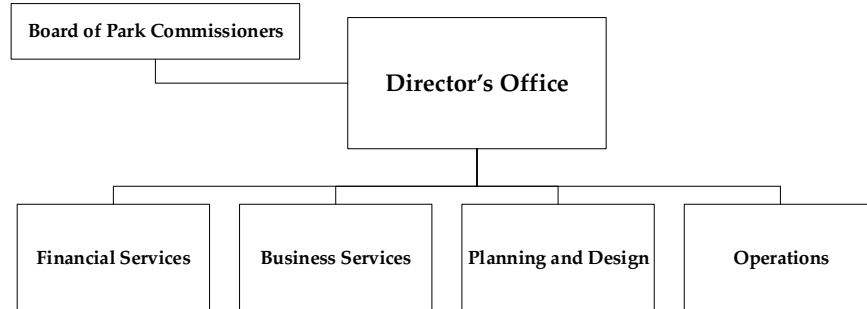 Board of Park Commissioners
Director's Office
Financial Services
Business Services
Planning and Design
Operations